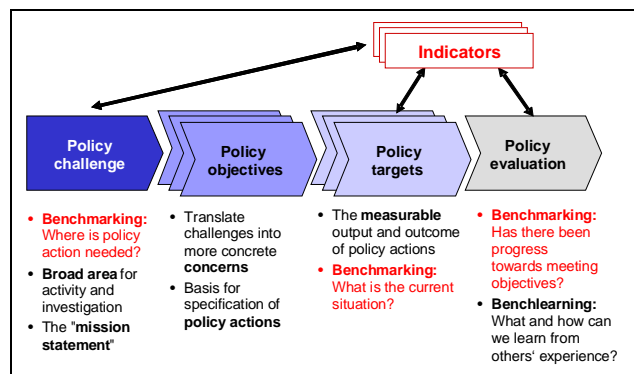 Indicators
Policy
challenge
Policy
objectives
Policy
targets
Policy
evaluation
• Benchmarking:
Where is policy
action needed?
• Broad area for
activity and
investigation
• The "mission
statement"
• Translate
challenges into
more concrete
concerns
• Basis for
specification of
policy actions
• The measurable
output and outcome
of policy actions
• Benchmarking:
What is the current
situation?
• Benchmarking:
Has there been
progress
towards meeting
objectives?
• Benchlearning:
What and how can
we learn from
others' experience?